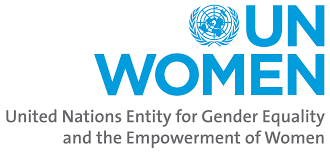 UN
WOMEN
United Nations Entity for Gender Equality
and the Empowerment of Women